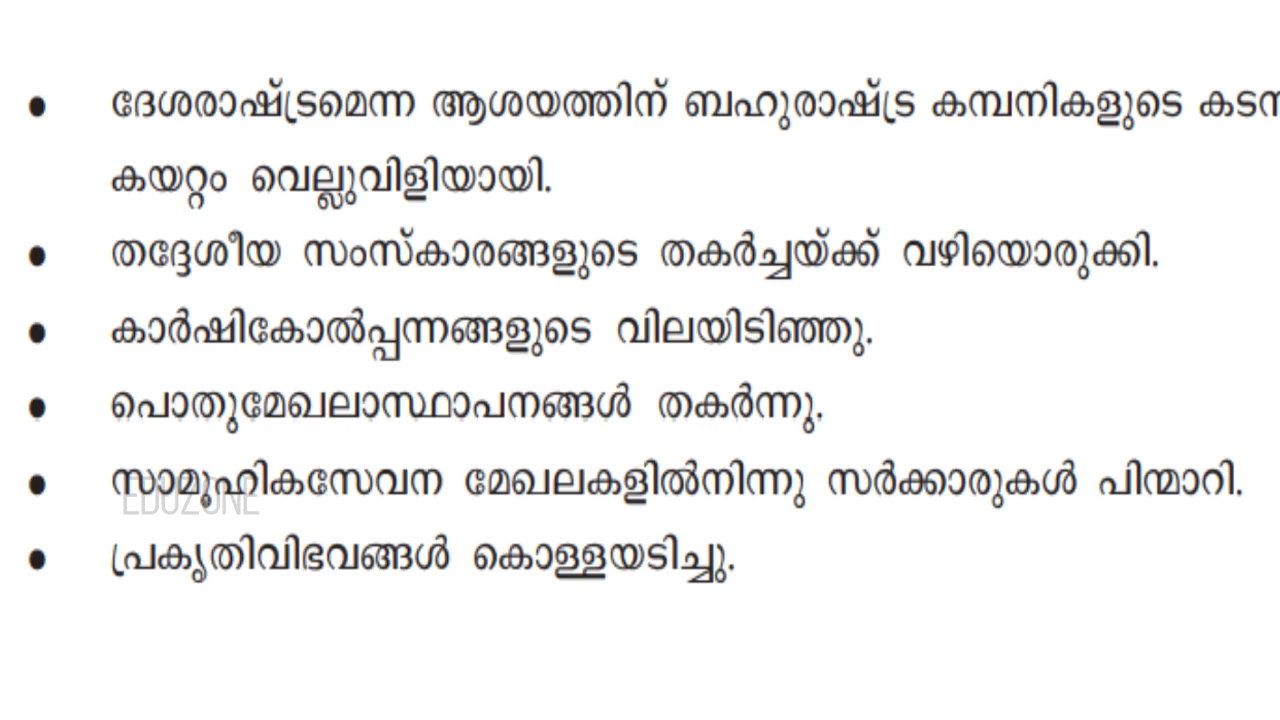 ● ദേശരാഷ്ട്രമെന്ന ആശയത്തിന് ബഹുരാഷ്ട്ര കമ്പനികളുടെ
കയറ്റം വെല്ലുവിളിയായി.
● തദ്ദേശീയ സംസ്കാരങ്ങളുടെ തകർച്ചയ്ക്ക് വഴിയൊരുക്കി.
● കാർഷികോൽപ്പന്നങ്ങളുടെ വിലയിടിഞ്ഞു.
● പൊതുമേഖലാസ്ഥാപനങ്ങൾ തകർന്നു.
● സാമൂഹികസേവന മേഖലകളിൽനിന്നു സർക്കാരുകൾ പിന്മാറി.
EDUZONE
● പ്രകൃതിവിഭവങ്ങൾ കൊള്ളയടിച്ചു.